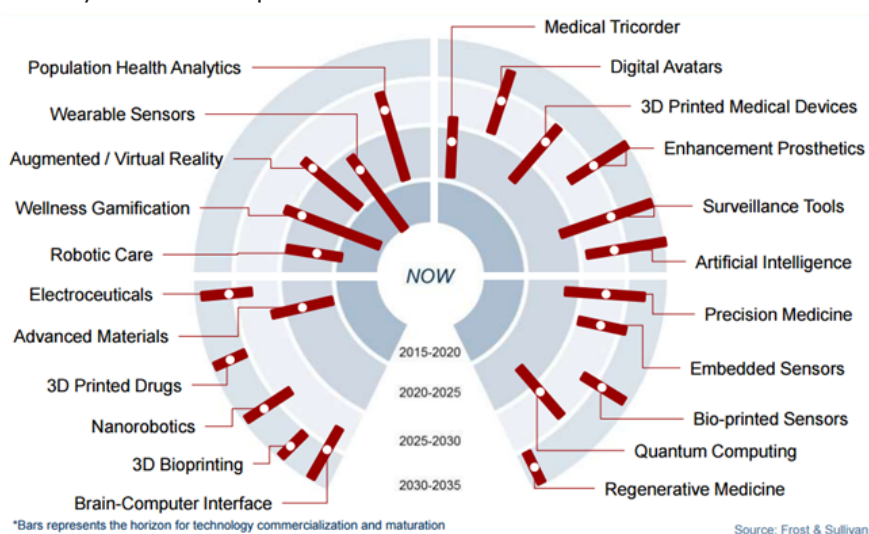 Medical Tricorder
Population Health Analytics
Digital Avatars
Wearable Sensors
3D Printed Medical Devices
Augmented / Virtual Reality
Enhancement Prosthetics
Wellness Gamification
Surveillance Tools
Robotic Care
Artificial Intelligence
NOW
Electroceuticals
Precision Medicine
Advanced Materials
2015-2020
Embedded Sensors
3D Printed Drugs
2020-2025
Bio-printed Sensors
Nanorobotics
2025-2030
Quantum Computing
3D Bioprinting
2030-2035
Regenerative Medicine
Brain-Computer Interface
*Bars represents the horizon for technology commercialization and maturation
Source: Frost & Sullivan